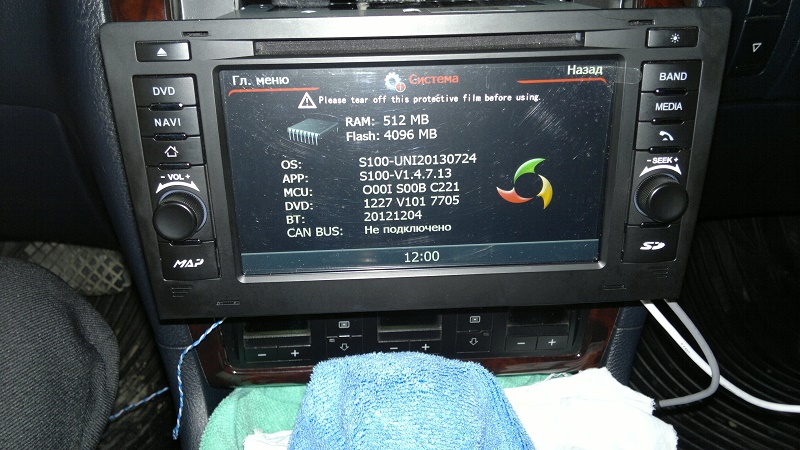 Гл. меню
Система
Назад
Please tear off this protective film before using.
RAM: 512 MB
Flash: 4096 MB
OS: S100-UNI20130724
APP: S100-V1.4.7.13
MCU: O00I S00B C221
DVD: 1227 V101 7705
BT: 20121204
CAN BUS: Не подключено
12:00
DVD
NAVI
- VOL +
MAP
BAND
MEDIA
- SEEK +
SD
- +
- +
- +